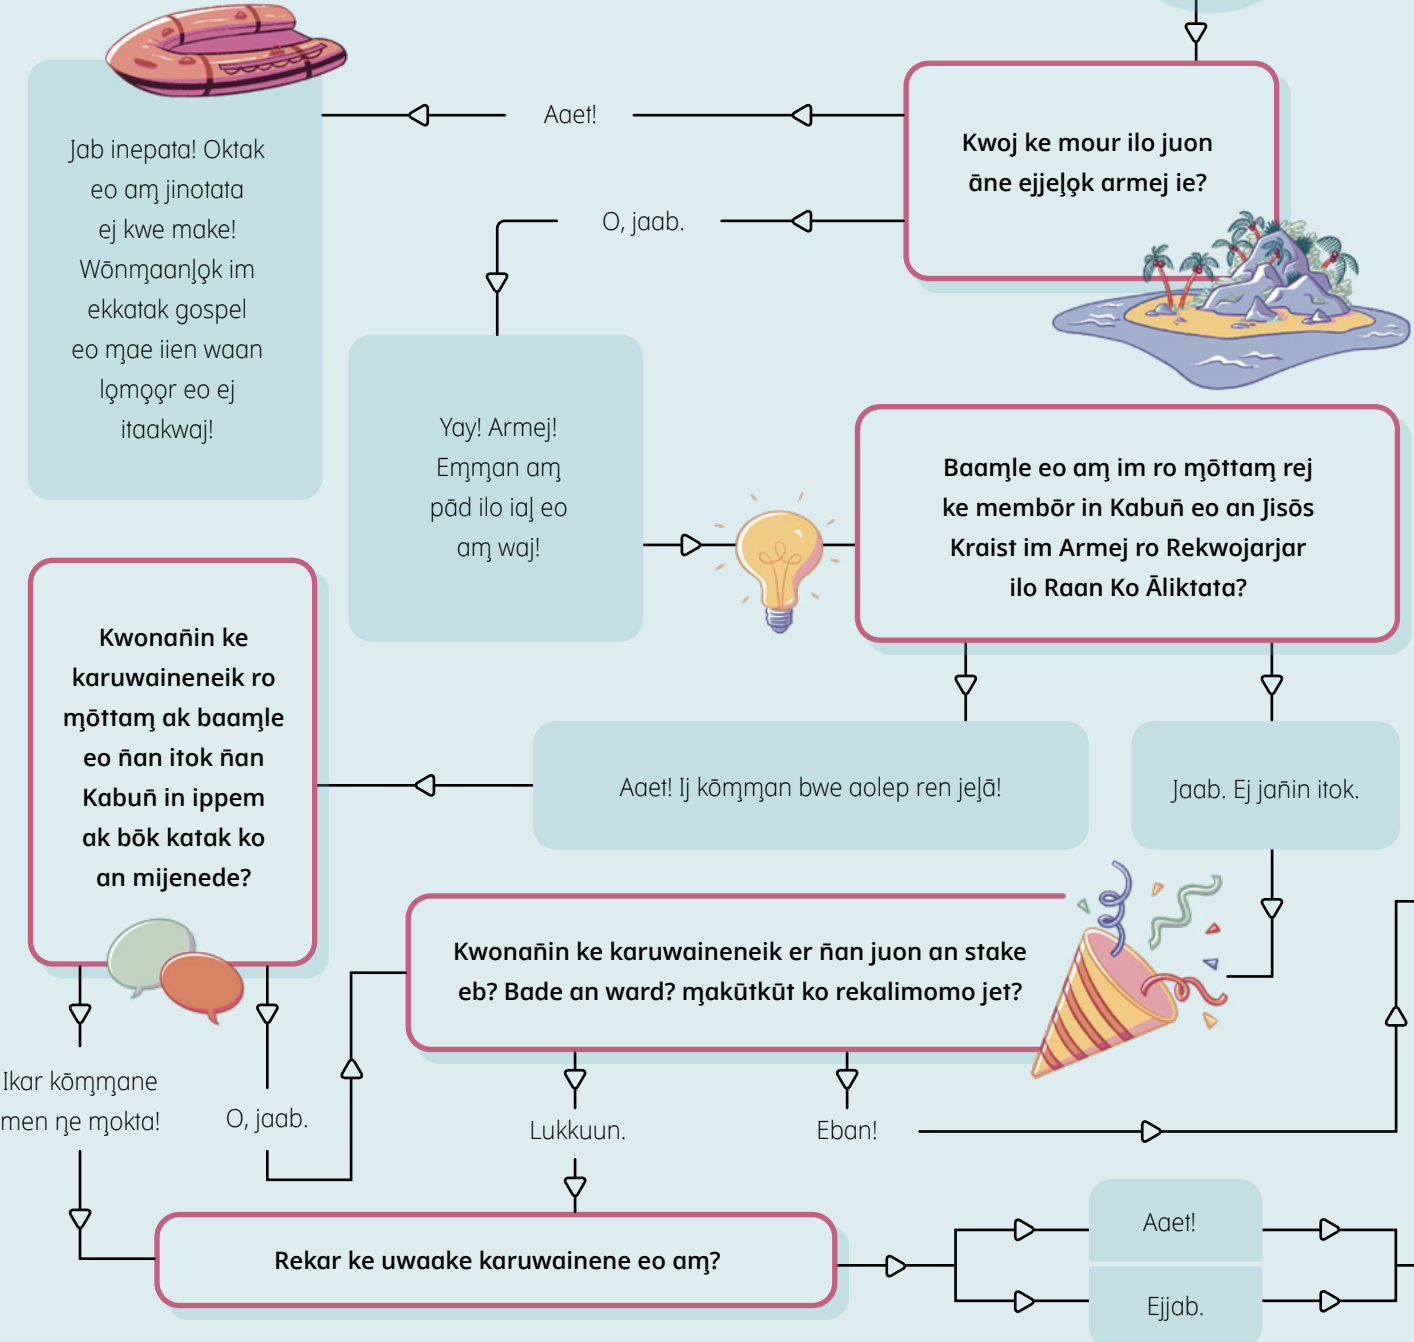 Kwoj ke mour ilo juon
āne ejjeļọk armej ie?
Aaet!
Jab inepata! Oktak
eo aṃ jinotata
ej kwe make!
Wōnṃaanļọk im
ekkatak gospel
eo ṃae iien waan
lọmọọr eo ej
itaakwaj!
O, jaab.
Yay! Armej!
Eṃṃan aṃ
pād ilo iaļ eo
aṃ waj!
Baaṃle eo aṃ im ro ṃōttaṃ rej
ke membōr in Kabuñ eo an Jisōs
Kraist im Armej ro Rekwojarjar
ilo Raan Ko Āliktata?
Aaet! Ij kōṃṃan bwe aolep ren jeļā!
Jaab. Ej jañin itok.
Kwonañin ke
karuwaineneik ro
ṃōttaṃ ak baaṃle
eo ñan itok ñan
Kabuñ in ippem
ak bōk katak ko
an mijenede?
Kwonañin ke karuwaineneik er ñan juon an stake
eb? Bade an ward? ṃakūtkūt ko rekalimomo jet?
Ikar kōṃṃane
men ṇe ṃokta!
O, jaab.
Lukkuun.
Eban!
Rekar ke uwaake karuwainene eo aṃ?
Aaet!
Ejjab.